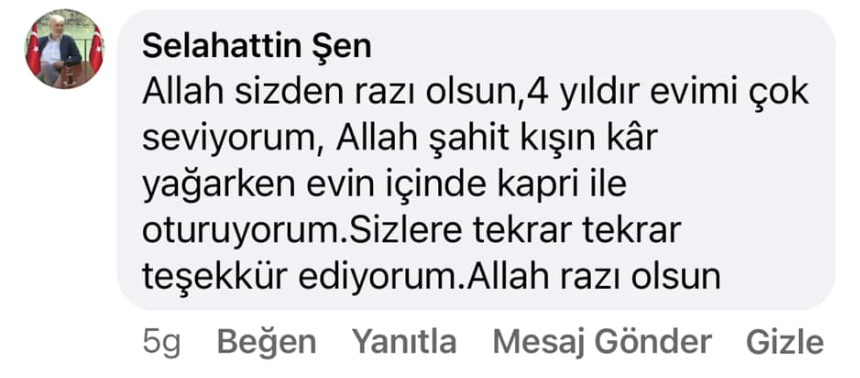 Selahattin Şen
Allah sizden razı olsun,4 yıldır evimi çok
seviyorum, Allah şahit kışın kâr
yağarken evin içinde kapri ile
oturuyorum.Sizlere tekrar tekrar
teşekkür ediyorum.Allah razı olsun
5g Beğen Yanıtla Mesaj Gönder Gizle